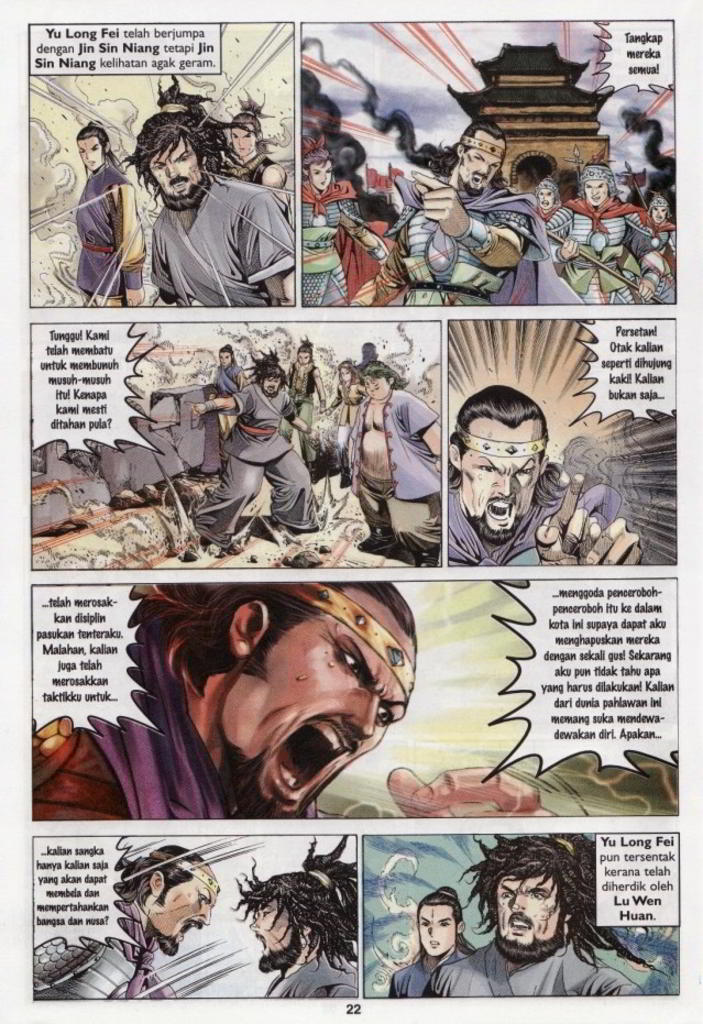 Yu Long Fei telah berjumpa
dengan Jin Sin Niang tetapi Jin
Sin Niang kelihatan agak geram.
Tangkap
mereka
semua!
Tunggu! Kami
telah membatu
untuk membunuh
musuh-musuh
itu! Kenapa
kami mesti
ditahan pula?
Persetan!
Otak kalian
seperti dihujung
kaki! Kalian
bukan saja...
...telah merosak-
kan disiplin
pasukan tenteraku.
Malahan, kalian
juga telah
merosakkan
taktikku untuk...
...menggoda penceroboh-
penceroboh itu ke dalam
kota ini supaya dapat aku
menghapuskan mereka
dengan sekali gus! Sekarang
aku pun tidak tahu apa
yang harus dilakukan! Kalian
dari dunia pahlawan ini
memang suka mendewa-
dewakan diri. Apakan...
...kalian sangka
hanya kalian saja
yang akan dapat
membela dan
mempertahankan
bangsa dan nusa?
Yu Long Fei
pun tersentak
kerana telah
diherdik oleh
Lu Wen
Huan.
22